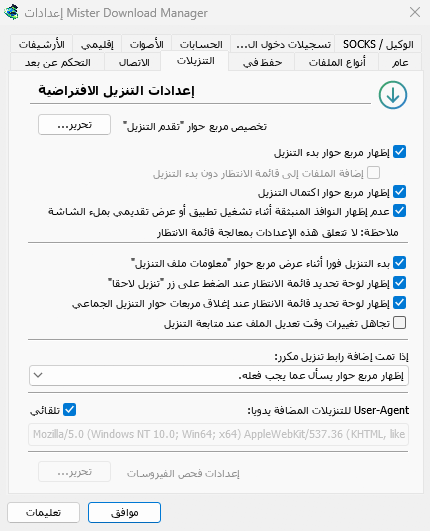 إعدادات Mister Download Manager
الوكيل / SOCKS
تسجيلات دخول ال...
الحسابات
الأصوات
إقليمي
الأرشيفات
عام
أنواع الملفات
حفظ في
التنزيلات
الاتصال
التحكم عن بعد
إعدادات التنزيل الافتراضية
تخصيص مربع حوار "تقدم التنزيل"
تحرير...
إظهار مربع حوار بدء التنزيل
إضافة الملفات إلى قائمة الانتظار دون بدء التنزيل
إظهار مربع حوار اكتمال التنزيل
عدم إظهار النوافذ المنبثقة أثناء تشغيل تطبيق أو عرض تقديمي بملء الشاشة
ملاحظة: لا تتعلق هذه الإعدادات بمعالجة قائمة الانتظار
بدء التنزيل فورا أثناء عرض مربع حوار "معلومات ملف التنزيل"
إظهار لوحة تحديد قائمة الانتظار عند الضغط على زر "تنزيل لاحقا"
إظهار لوحة تحديد قائمة الانتظار عند إغلاق مربعات حوار التنزيل الجماعي
تجاهل تغييرات وقت تعديل الملف عند متابعة التنزيل
إذا تمت إضافة رابط تنزيل مكرر:
إظهار مربع حوار يسأل عما يجب فعله.
User-Agent للتنزيلات المضافة يدويا:
تلقائي
Mozilla/5.0 (Windows NT 10.0; Win64; x64) AppleWebKit/537.36 (KHTML, like
إعدادات فحص الفيروسات
تحرير...
موافق
تعليمات